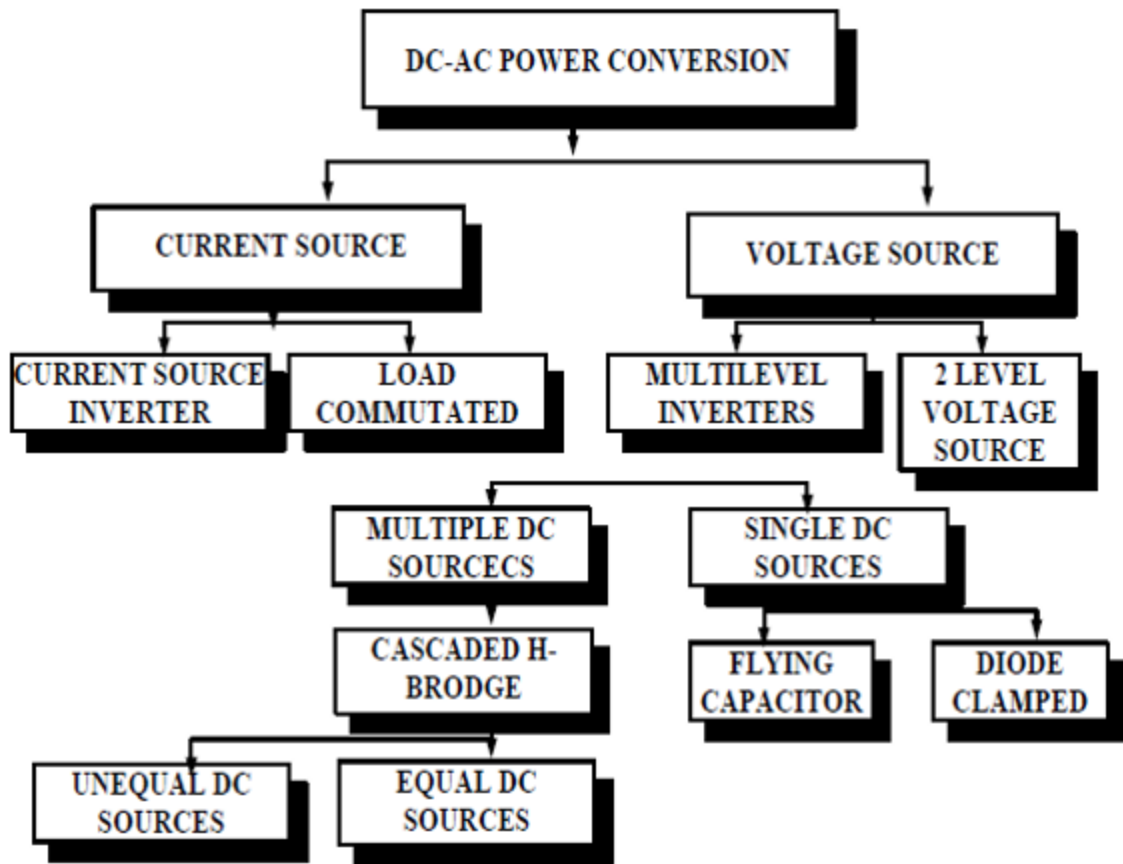 DC-AC POWER CONVERSION
CURRENT SOURCE
VOLTAGE SOURCE
CURRENT SOURCE
INVERTER
LOAD
COMMUTATED
MULTILEVEL
INVERTERS
2 LEVEL
VOLTAGE
SOURCE
MULTIPLE DC
SOURCECS
SINGLE DC
SOURCES
CASCADED H-
BRODGE
FLYING
CAPACITOR
DIODE
CLAMPED
UNEQUAL DC
SOURCES
EQUAL DC
SOURCES